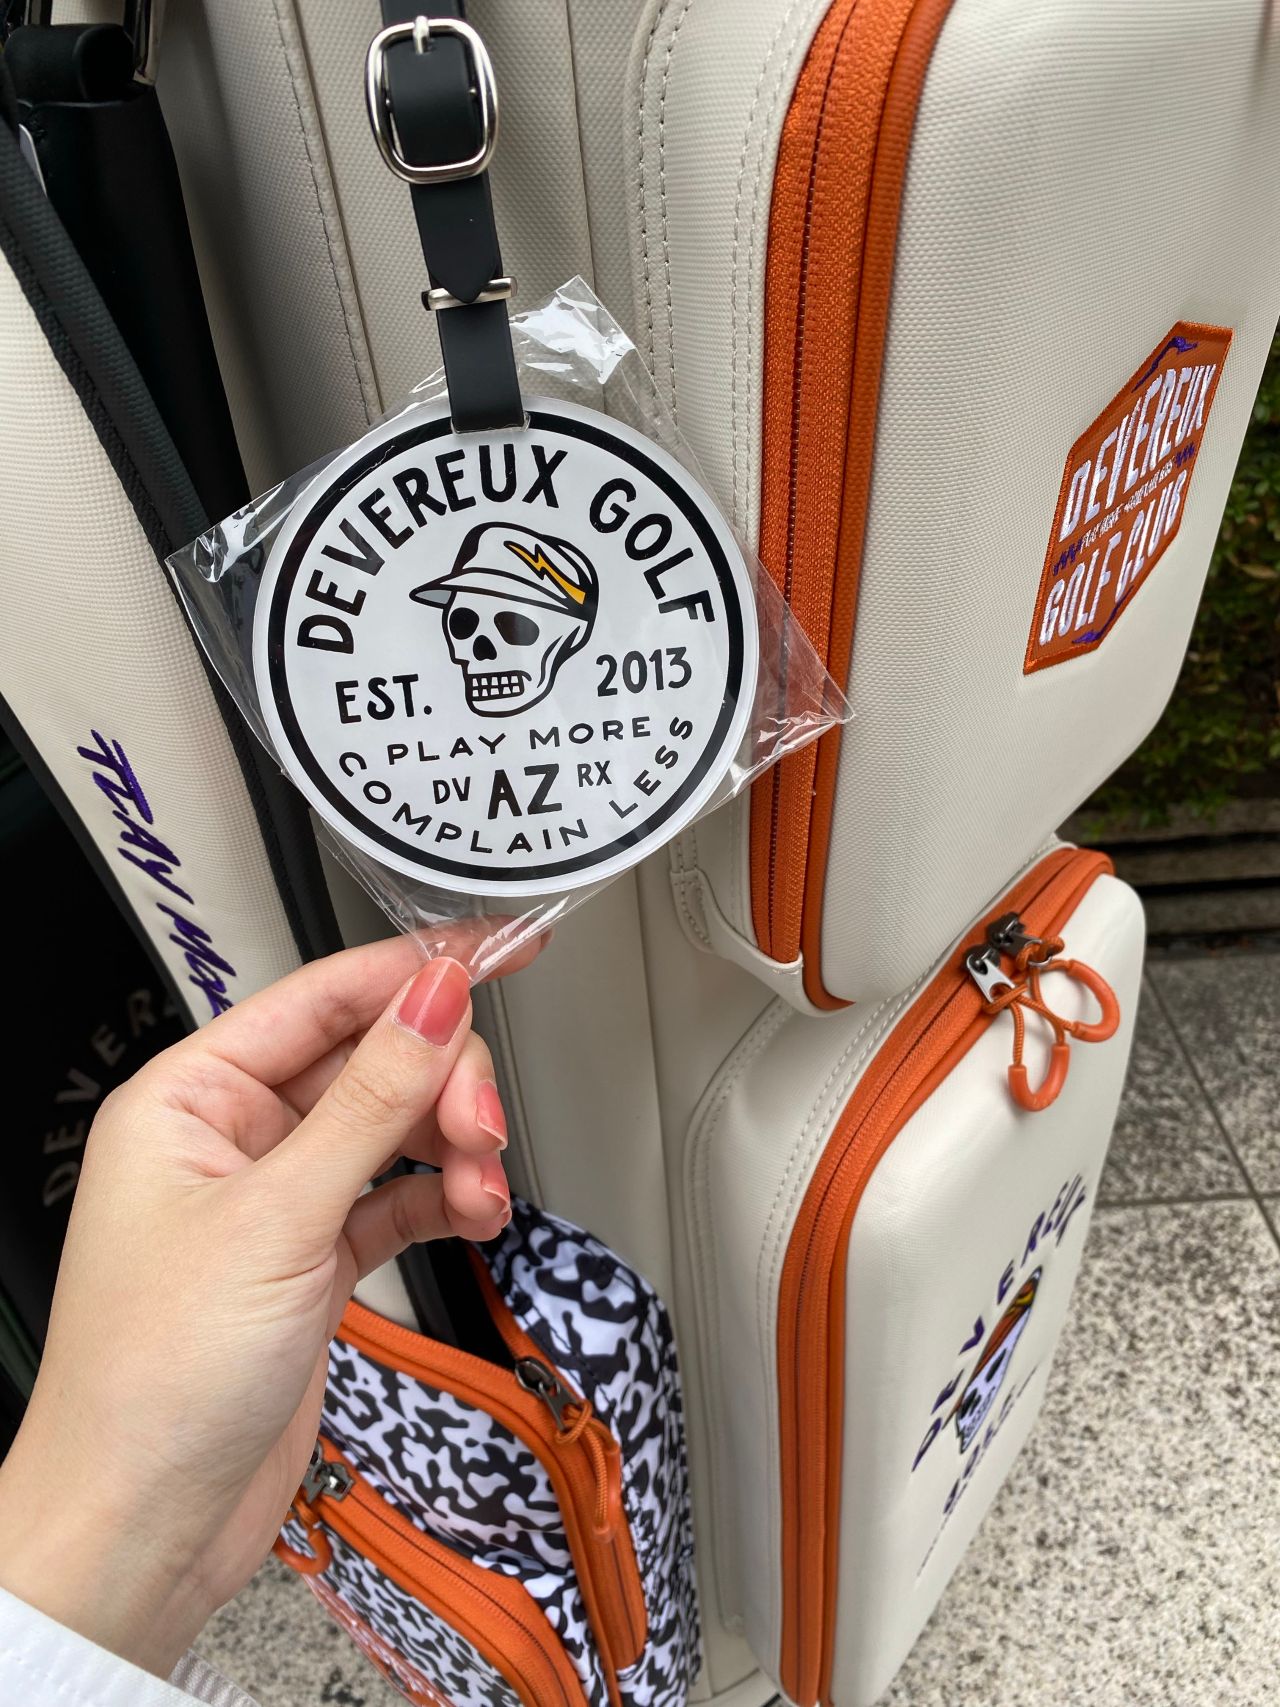 DEVEREUX GOLF
EST. 2013
PLAY MORE
DV AZ RX
COMPLAIN LESS
DEVEREUX
GOLF CLUB
PLAY MORE
DEVEREUX